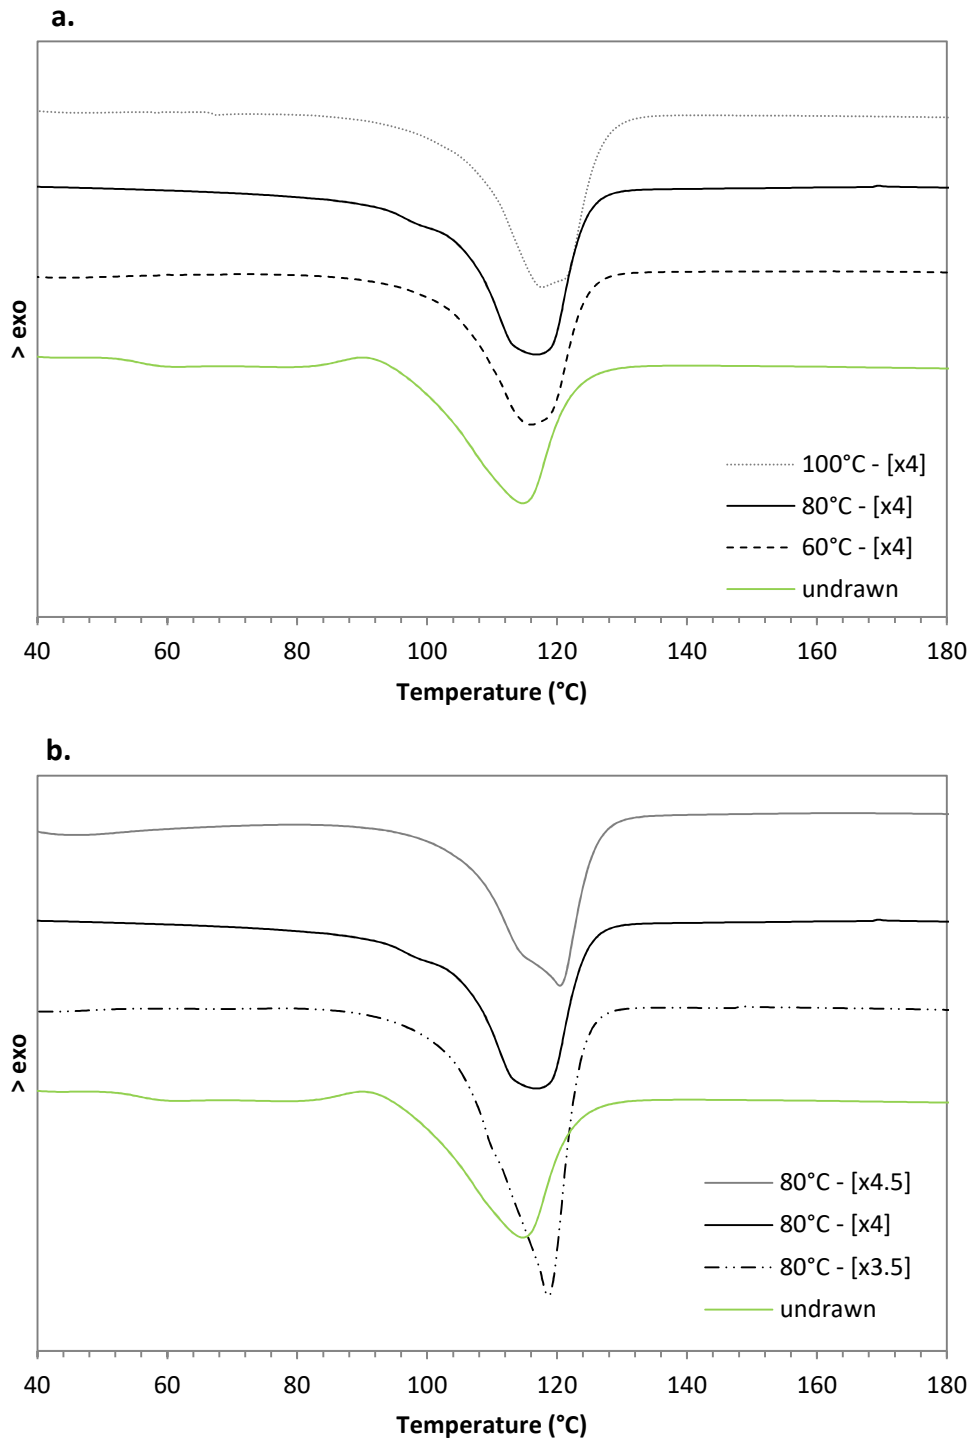 a.
> exo
100°C - [x4]
80°C - [x4]
60°C - [x4]
undrawn
40 60 80 100 120 140 160 180
Temperature (°C)
b.
> exo
80°C - [x4.5]
80°C - [x4]
80°C - [x3.5]
undrawn
40 60 80 100 120 140 160 180
Temperature (°C)